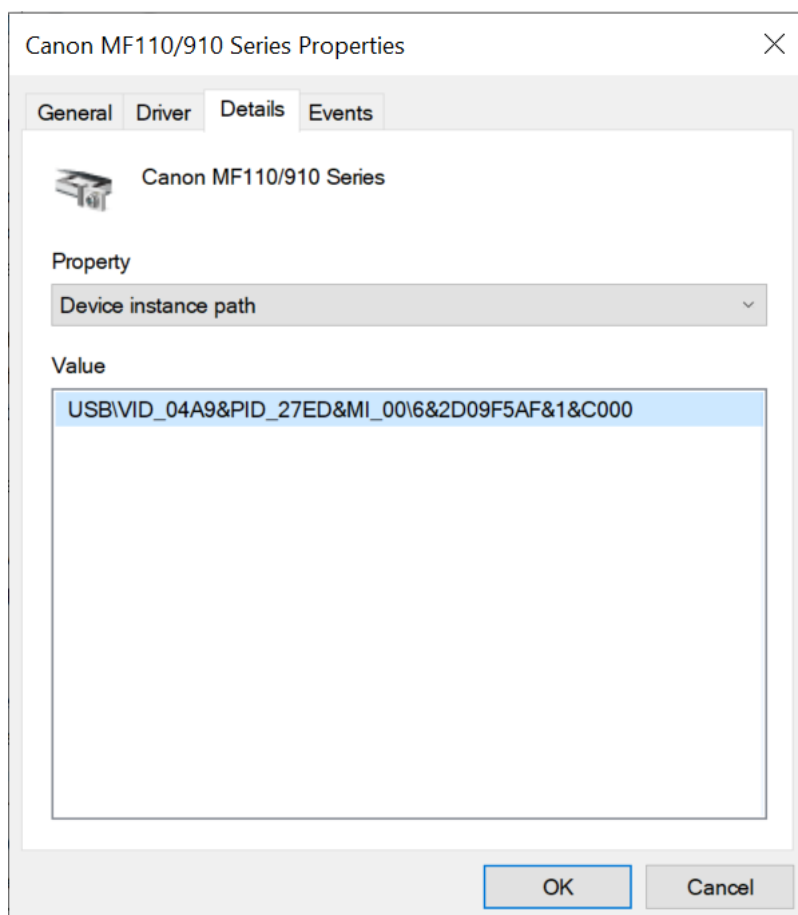 Canon MF110/910 Series Properties
General Driver Details Events
Canon MF110/910 Series
Property
Device instance path
Value
USB\VID_04A9&PID_27ED&MI_00\6&2D09F5AF&1&C000
OK Cancel